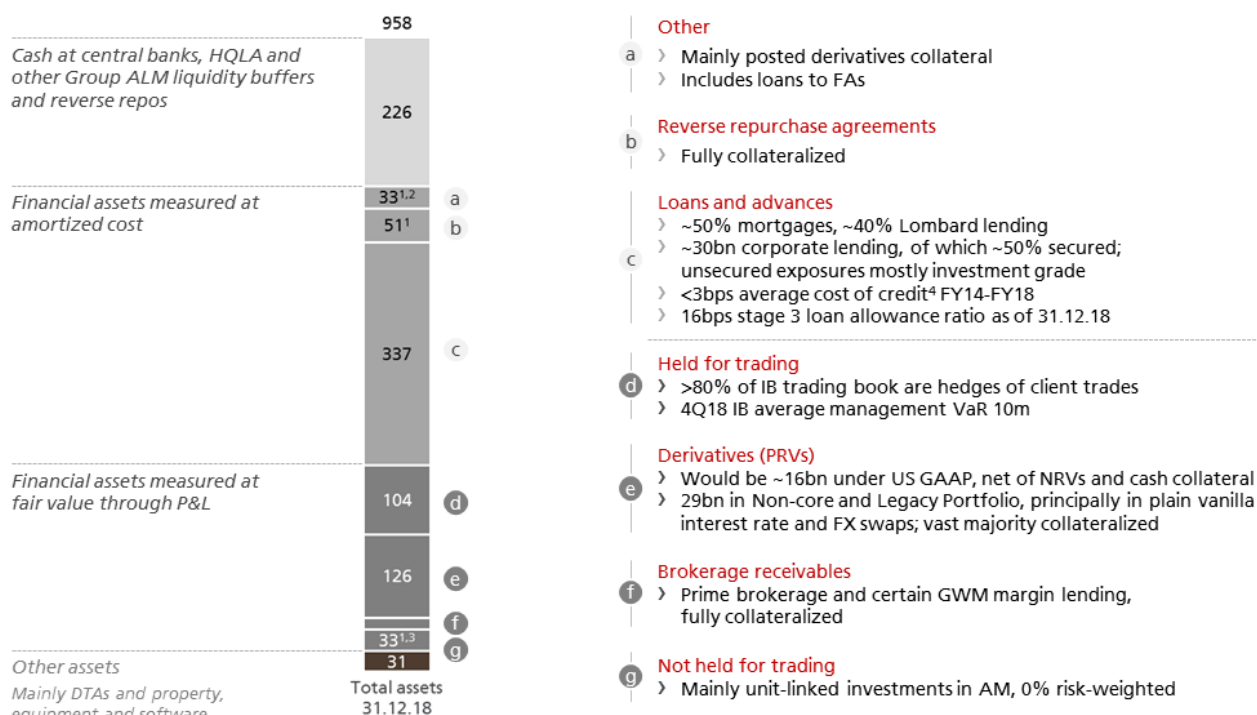 958
Cash at central banks, HQLA and
other Group ALM liquidity buffers
and reverse repos
226
Financial assets measured at
amortized cost
33¹,² a
51¹ b
337 c
Financial assets measured at
fair value through P&L
104 d
126 e
f
33¹,³ g
31
Other assets
Mainly DTAs and property,
equipment and software
Total assets
31.12.18
Other
a
› Mainly posted derivatives collateral
› Includes loans to FAs
Reverse repurchase agreements
b
› Fully collateralized
Loans and advances
› ~50% mortgages, ~40% Lombard lending
› ~30bn corporate lending, of which ~50% secured;
c
unsecured exposures mostly investment grade
› <3bps average cost of credit⁴ FY14-FY18
› 16bps stage 3 loan allowance ratio as of 31.12.18
Held for trading
d
› >80% of IB trading book are hedges of client trades
› 4Q18 IB average management VaR 10m
Derivatives (PRVs)
› Would be ~16bn under US GAAP, net of NRVs and cash collateral
e
› 29bn in Non-core and Legacy Portfolio, principally in plain vanilla
interest rate and FX swaps; vast majority collateralized
Brokerage receivables
f
› Prime brokerage and certain GWM margin lending,
fully collateralized
Not held for trading
g
› Mainly unit-linked investments in AM, 0% risk-weighted